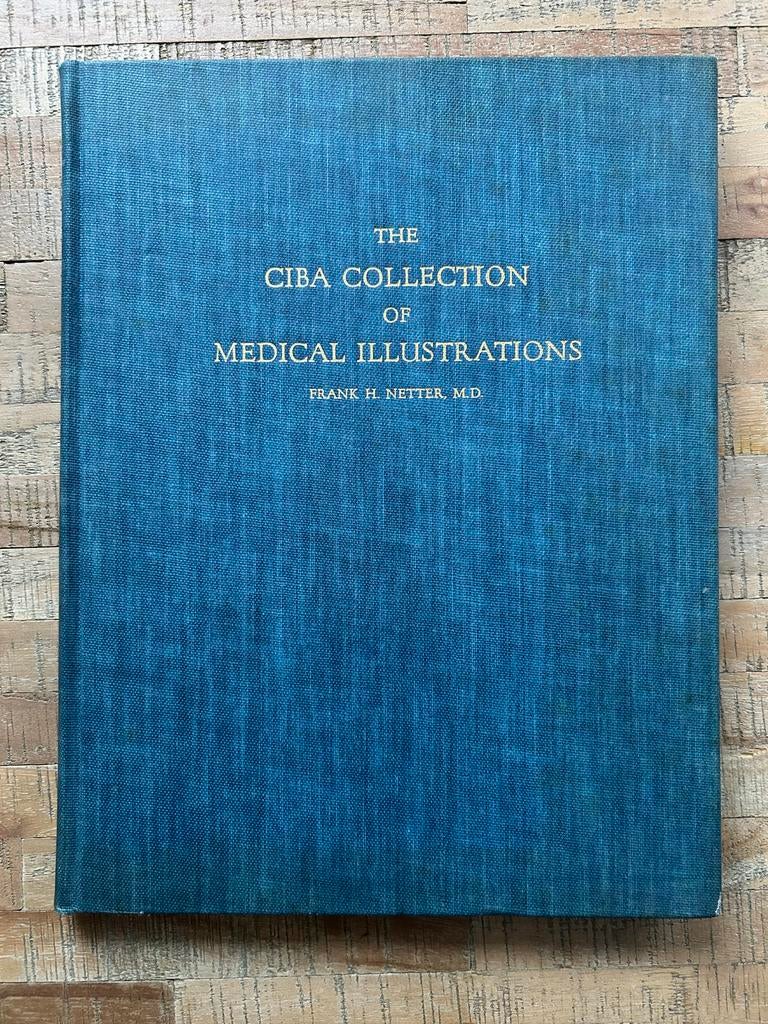 THE
CIBA COLLECTION
OF
MEDICAL ILLUSTRATIONS
FRANK H. NETTER, M.D.